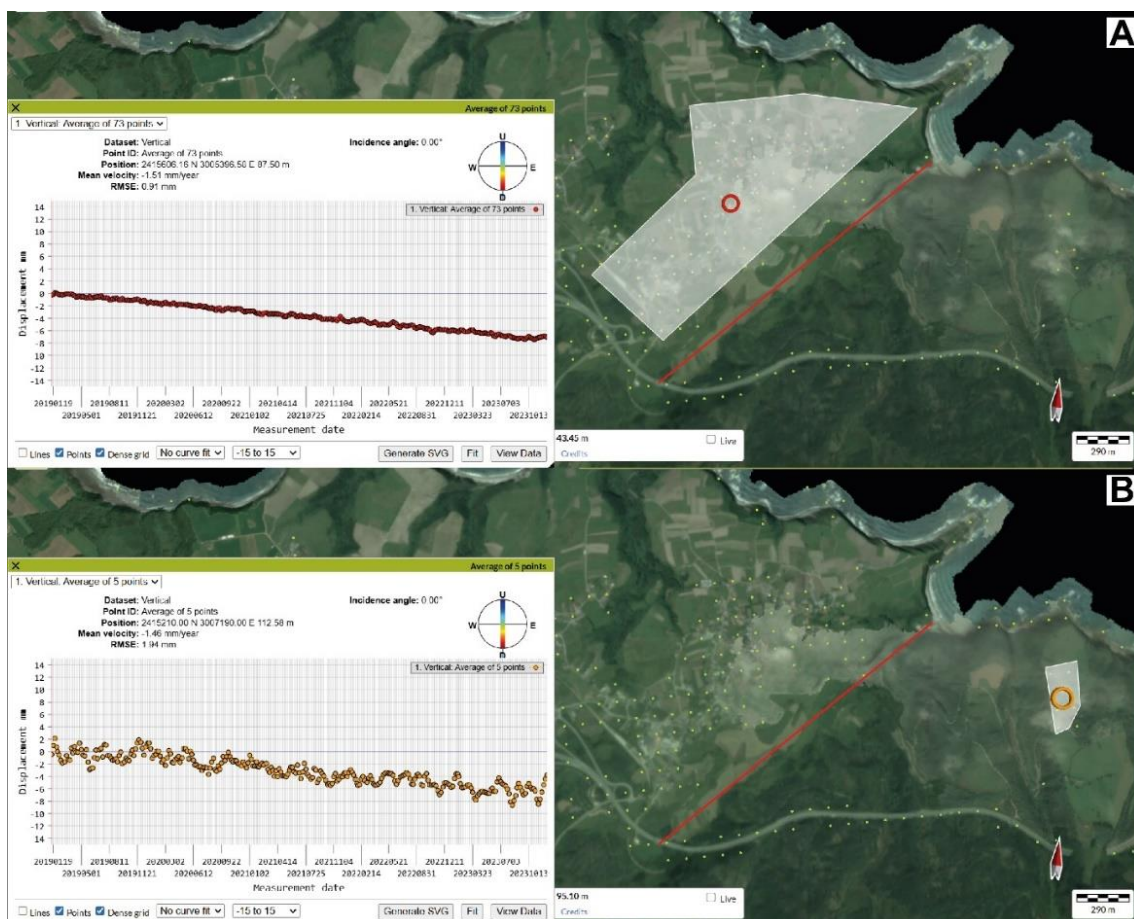 A
×
Average of 73 points
1. Vertical: Average of 73 points
Dataset: Vertical
Point ID: Average of 73 points
Position: 2415606.16 N 3005396.50 E 87.50 m
Mean velocity: -1.51 mm/year
RMSE: 0.91 mm
Incidence angle: 0.00°
U
W E
D
1. Vertical: Average of 73 points
Displacement mm
14
12
10
8
6
4
2
0
-2
-4
-6
-8
-10
-12
-14
20190119 20190811 20200302 20200922 20210414 20211104 20220521 20221211 20230703
20190501 20191121 20200612 20210102 20210725 20220214 20220831 20230323 20231013
Measurement date
Lines Points Dense grid No curve fit -15 to 15 Generate SVG Fit View Data
43.45 m Live
Credits
290 m
B
×
Average of 5 points
1. Vertical: Average of 5 points
Dataset: Vertical
Point ID: Average of 5 points
Position: 2415210.00 N 3007190.00 E 112.58 m
Mean velocity: -1.46 mm/year
RMSE: 1.94 mm
Incidence angle: 0.00°
U
W E
D
1. Vertical: Average of 5 points
Displacement mm
14
12
10
8
6
4
2
0
-2
-4
-6
-8
-10
-12
14
20190119 20190811 20200302 20200922 20210414 20211104 20220521 20221211 20230703
20190501 20191121 20200612 20210102 20210725 20220214 20220831 20230323 20231013
Measurement date
Lines Points Dense grid No curve fit -15 to 15 Generate SVG Fit View Data
95.10 m Live
Credits
290 m